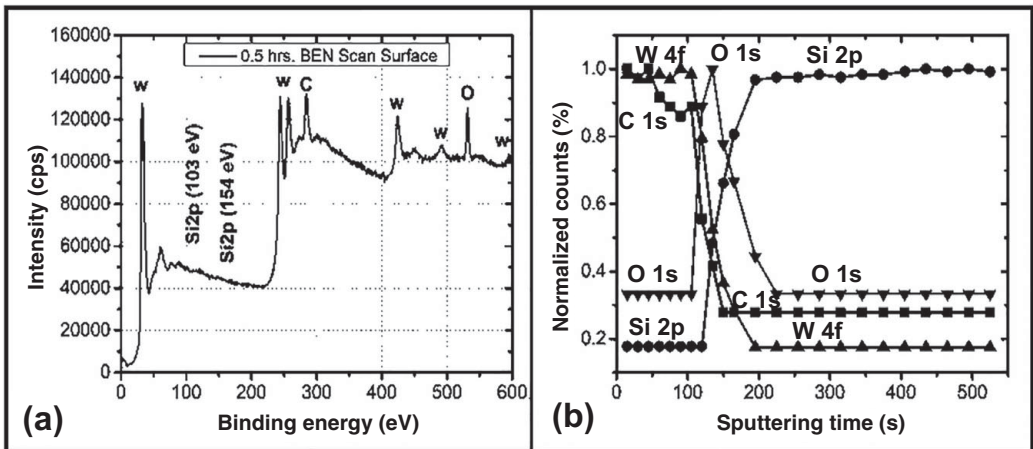 160000
140000
120000
100000
80000
60000
40000
20000
0
Intensity (cps)
0.5 hrs. BEN Scan Surface
W
Si2p (103 eV)
Si2p (154 eV)
W
C
W
W
O
W
0
100
200
300
400
500
600
Binding energy (eV)
(a)
1.0
0.8
0.6
0.4
0.2
Normalized counts (%)
W 4f
O 1s
Si 2p
C 1s
O 1s
O 1s
C 1s
Si 2p
W 4f
0
100
200
300
400
500
Sputtering time (s)
(b)